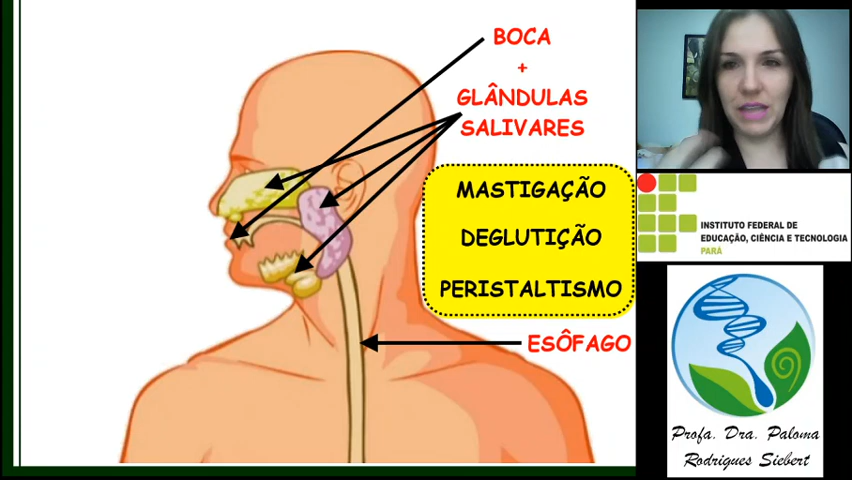 BOCA
+
GLÂNDULAS
SALIVARES
MASTIGAÇÃO
DEGLUTIÇÃO
PERISTALTISMO
ESÔFAGO
INSTITUTO FEDERAL DE
EDUCAÇÃO, CIÊNCIA E TECNOLOGIA
PARÁ
Profa. Dra. Paloma
Rodrigues Siebert